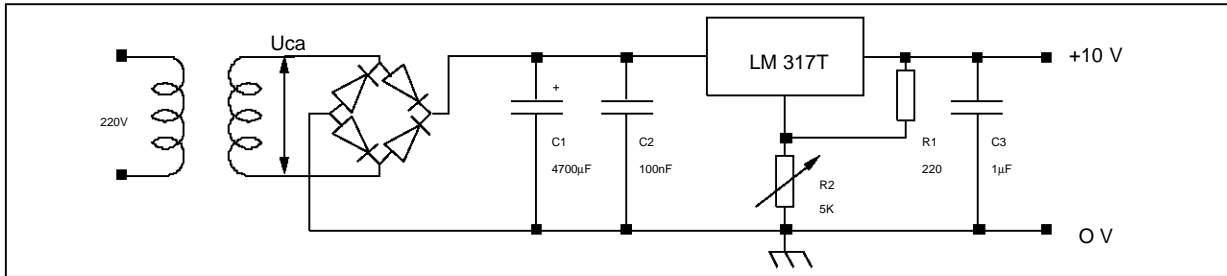 Uca
220V
+
C1
4700µF
C2
100nF
LM 317T
R2
5K
R1
220
C3
1µF
+10 V
O V